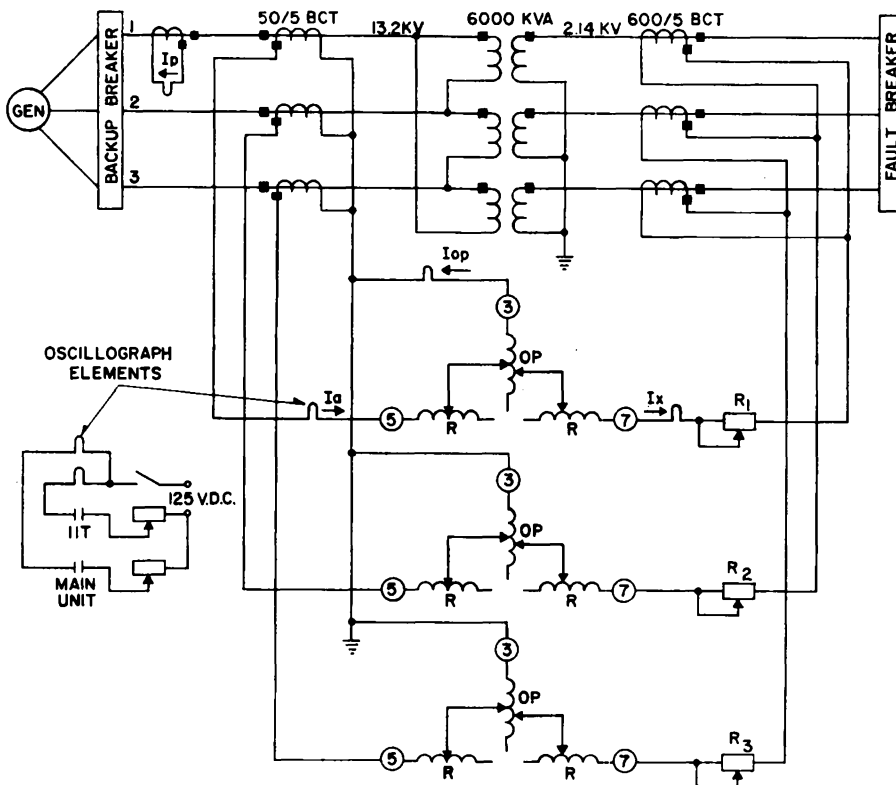 50/5 BCT
13.2KV
6000 KVA
2.14 KV
600/5 BCT
1
Ip
GEN
BACKUP BREAKER
2
3
FAULT BREAKER
Iop
3
OP
OSCILLOGRAPH
ELEMENTS
Ia
5
R
R
7
Ix
R1
125 V.D.C.
11T
MAIN
UNIT
3
OP
5
R
R
7
R2
3
OP
5
R
R
7
R3